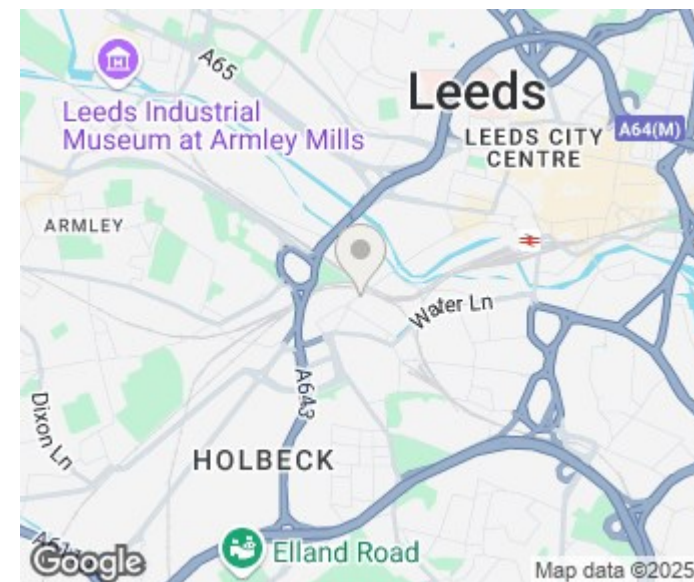 A65
Leeds
Leeds Industrial
Museum at Armley Mills
LEEDS CITY
CENTRE
A64(M)
ARMLEY
Water Ln
A643
Dixon Ln
HOLBECK
Elland Road
Google
Map data ©2025